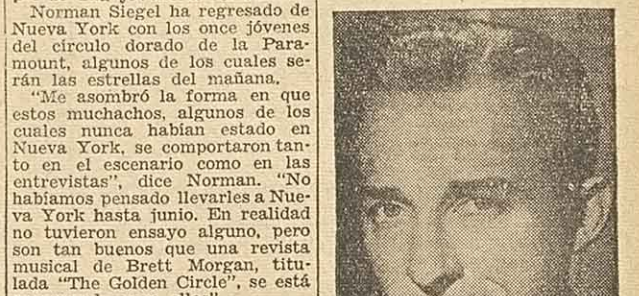 Norman Siegel ha regresado de
Nueva York con los once jóvenes
del círculo dorado de la Para-
mount, algunos de los cuales se-
rán las estrellas del mañana.
"Me asombró la forma en que
estos muchachos, algunos de los
cuales nunca habían estado en
Nueva York, se comportaron tan-
to en el escenario como en las
entrevistas", dice Norman. "No
habíamos pensado llevarles a Nue-
va York hasta junio. En realidad
no tuvieron ensayo alguno, pero
son tan buenos que una revista
musical de Brett Morgan, titu-
lada "The Golden Circle", se está